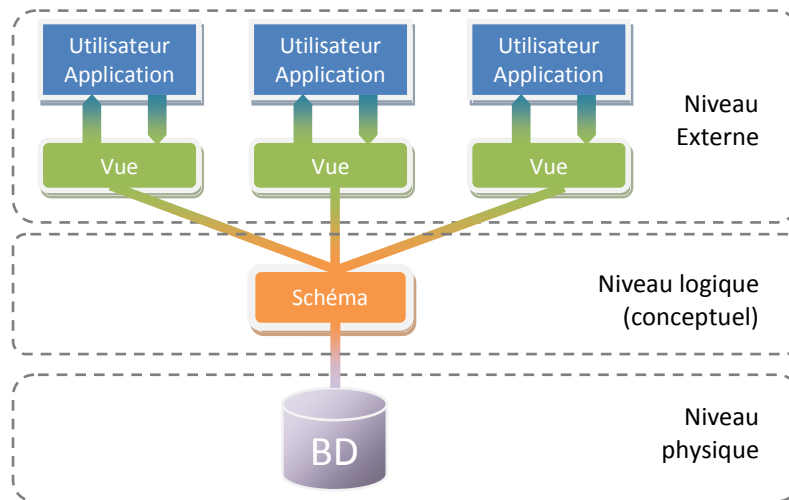 Utilisateur
Application
Utilisateur
Application
Utilisateur
Application
Niveau
Externe
Vue
Vue
Vue
Schéma
Niveau logique
(conceptuel)
BD
Niveau
physique